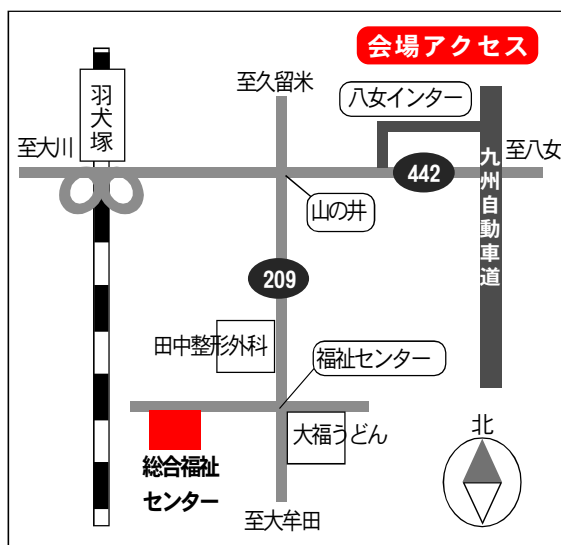 会場アクセス
至久留米
八女インター
羽犬塚
至大川
至八女
442
九州自動車道
山の井
209
田中整形外科
福祉センター
大福うどん
北
総合福祉
センター
至大牟田